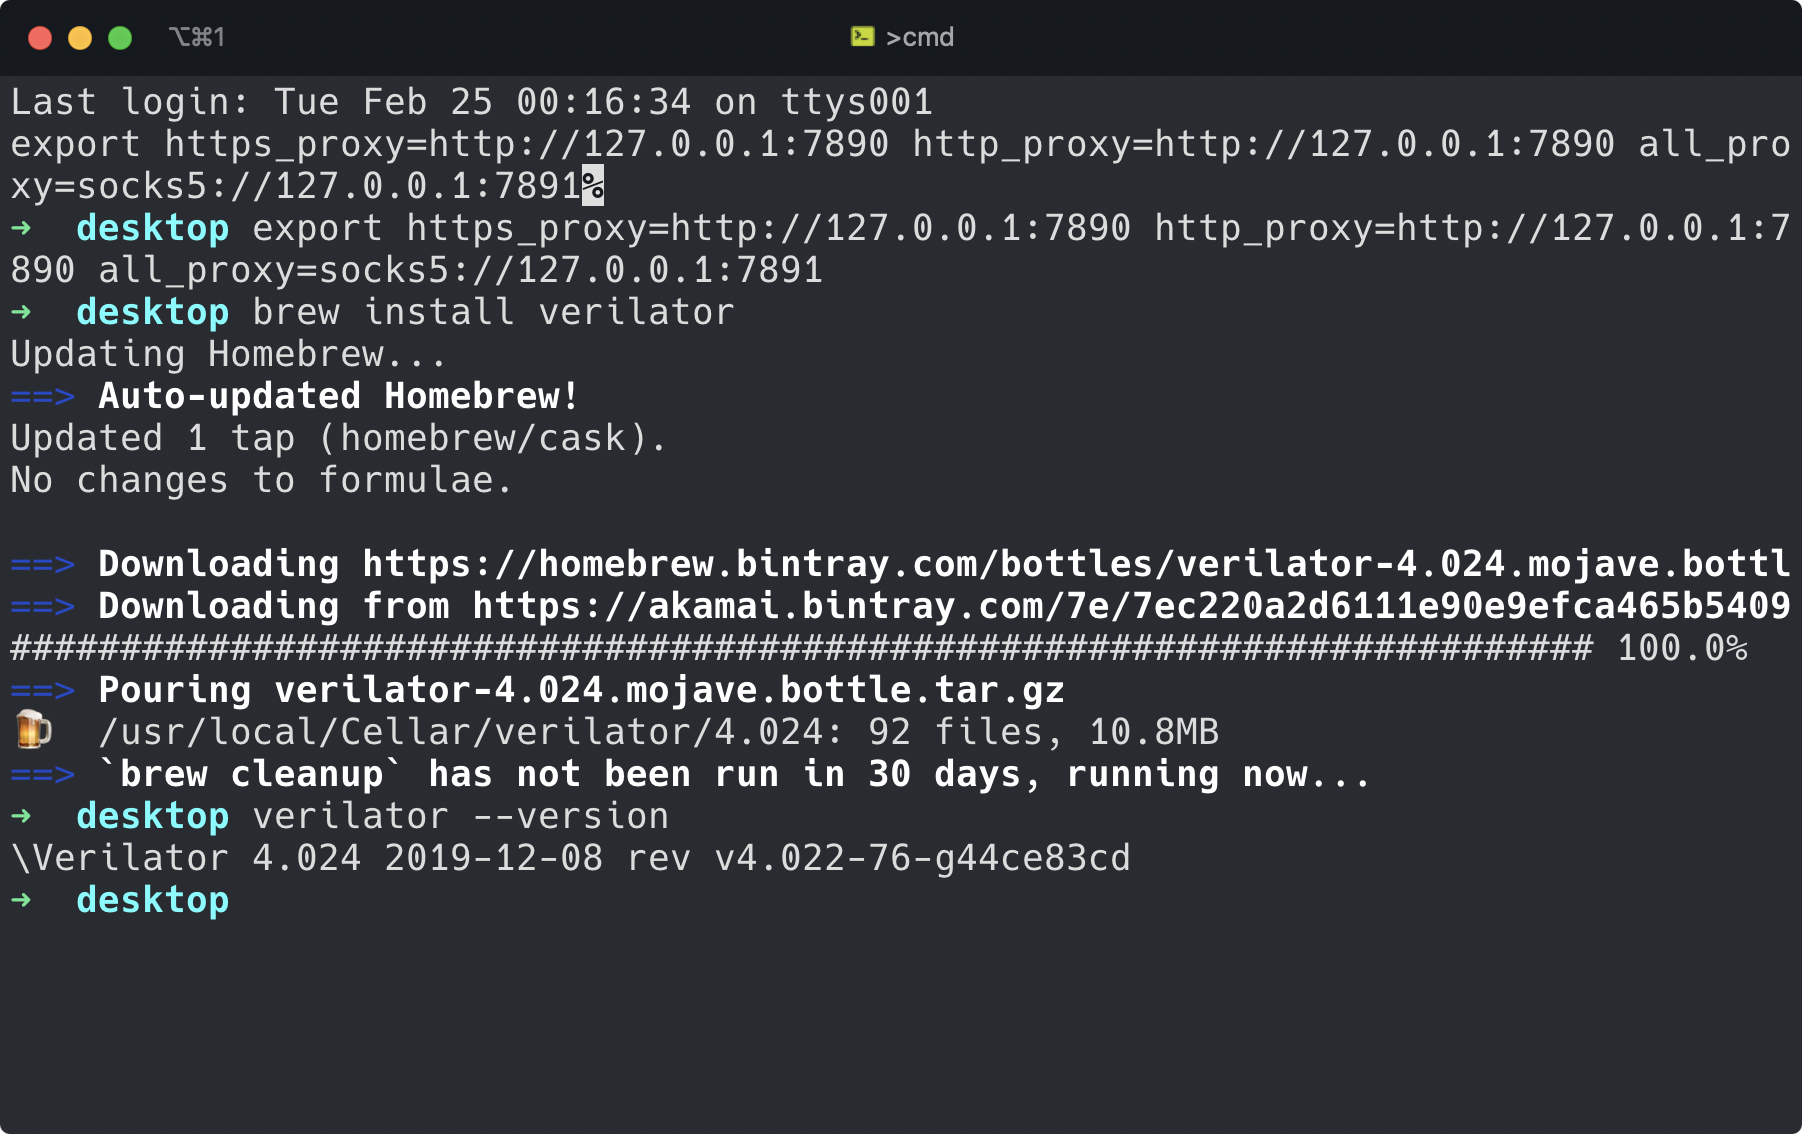 ⌥⌘1
>cmd
Last login: Tue Feb 25 00:16:34 on ttys001
export https_proxy=http://127.0.0.1:7890 http_proxy=http://127.0.0.1:7890 all_pro
xy=socks5://127.0.0.1:7891%
➜  desktop export https_proxy=http://127.0.0.1:7890 http_proxy=http://127.0.0.1:7
890 all_proxy=socks5://127.0.0.1:7891
➜  desktop brew install verilator
Updating Homebrew...
==> Auto-updated Homebrew!
Updated 1 tap (homebrew/cask).
No changes to formulae.
==> Downloading https://homebrew.bintray.com/bottles/verilator-4.024.mojave.bottl
==> Downloading from https://akamai.bintray.com/7e/7ec220a2d6111e90e9efca465b5409
######################################################################## 100.0%
==> Pouring verilator-4.024.mojave.bottle.tar.gz
🍺  /usr/local/Cellar/verilator/4.024: 92 files, 10.8MB
==> `brew cleanup` has not been run in 30 days, running now...
➜  desktop verilator --version
\Verilator 4.024 2019-12-08 rev v4.022-76-g44ce83cd
➜  desktop